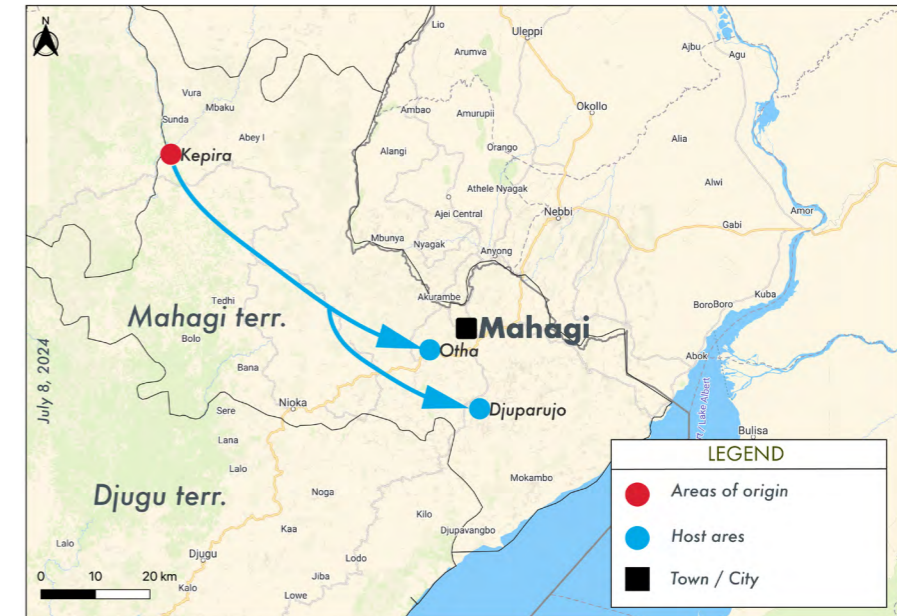 N
Lio
Uleppi
Ajbu
Agu
Arumva
Vura
Mbaku
Sunda
Ambao
Amurupii
Okollo
Abey I
Alangi
Orango
Alia
Kepira
Athele Nyagak
Alwi
Ajei Central
Nebbi
Amor
Gabi
Mbunya
Nyagak
Anyong
Tedhi
Akurambe
BoroBoro
Kuba
Mahagi terr.
Mahagi
Bolo
Otha
Abok
July 8, 2024
Bana
Nioka
Sere
Djuparujo
/ Lake Albert
Bulisa
Lana
Lalo
Mokambo
Djugu terr.
Noga
Kilo
Kaa
Djupavangbo
Lalo
Djugu
Lodo
Jiba
Kalo
Lowe
0 10 20 km
LEGEND
Areas of origin
Host ares
Town / City